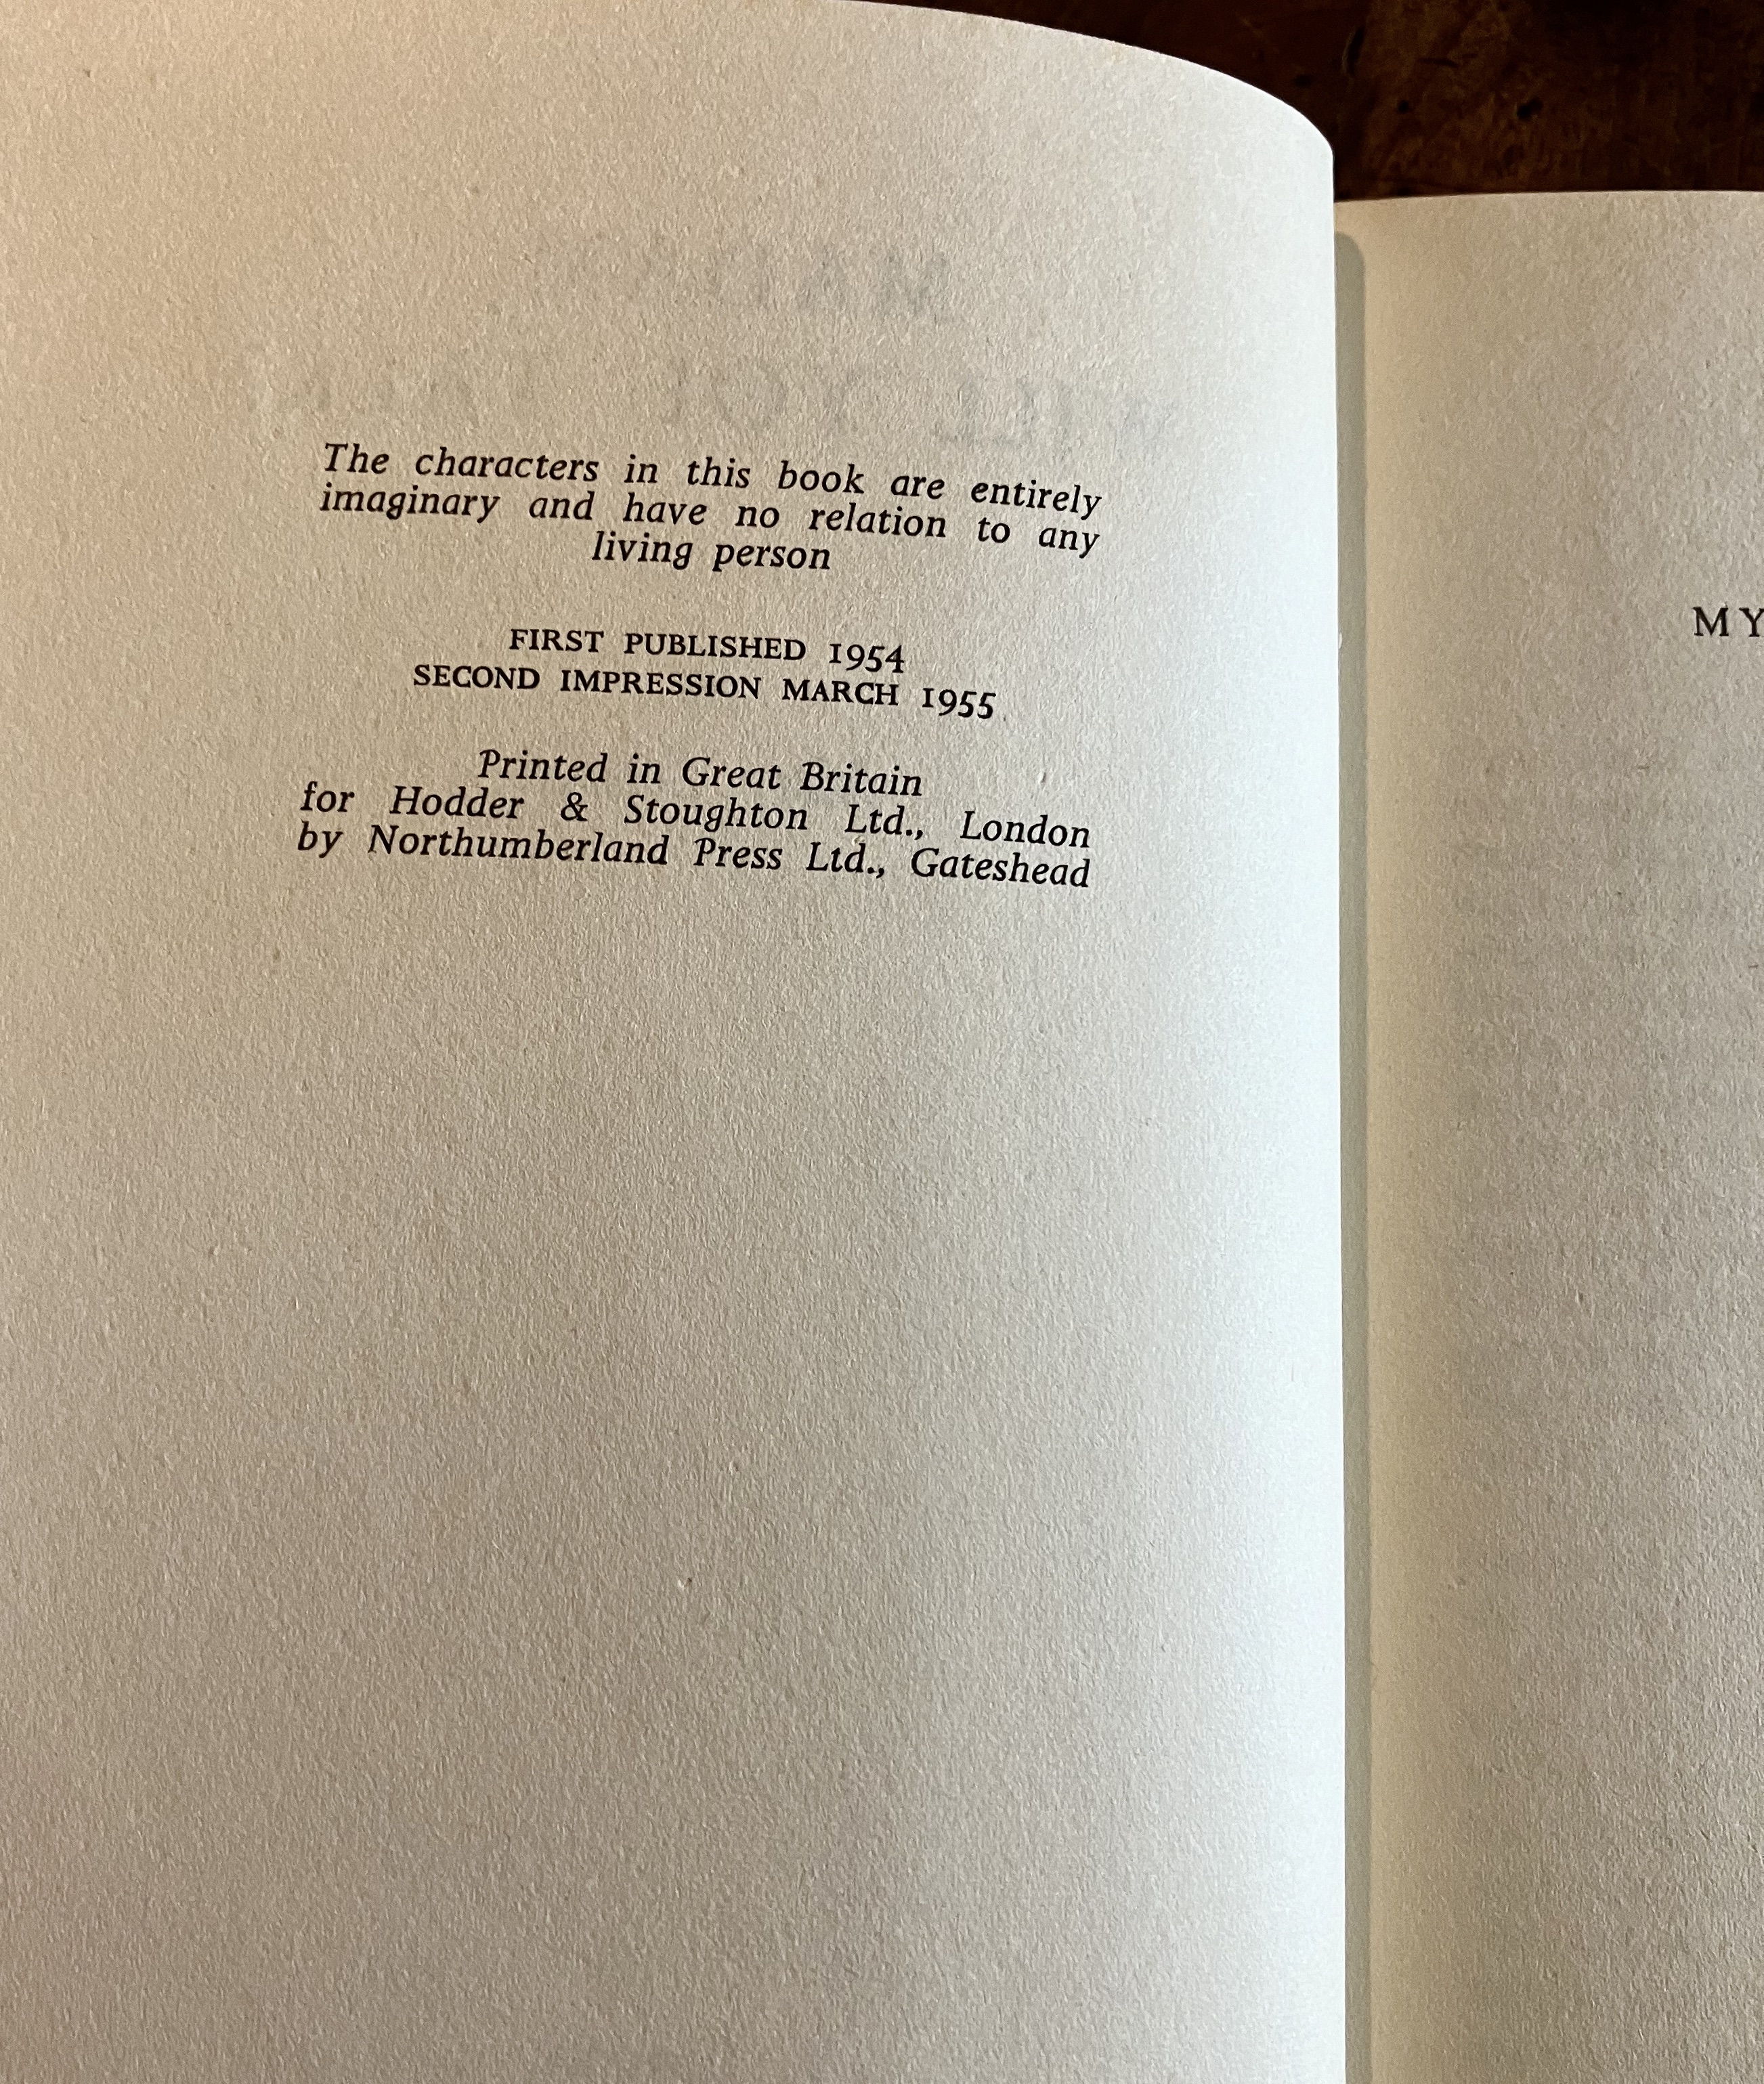 The characters in this book are entirely
imaginary and have no relation to any
living person
FIRST PUBLISHED 1954
SECOND IMPRESSION MARCH 1955
Printed in Great Britain
for Hodder & Stoughton Ltd., London
by Northumberland Press Ltd., Gateshead
MY